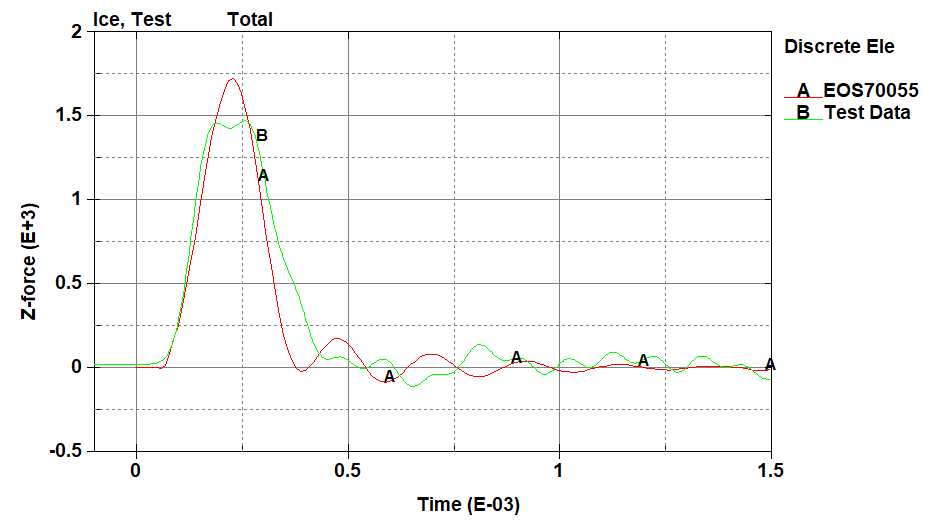 Ice, Test Total
Discrete Ele
A EOS70055
B Test Data
2
1.5
1
0.5
0
-0.5
Z-force (E+3)
B
A
A
A
A
A
0
0.5
1
1.5
Time (E-03)